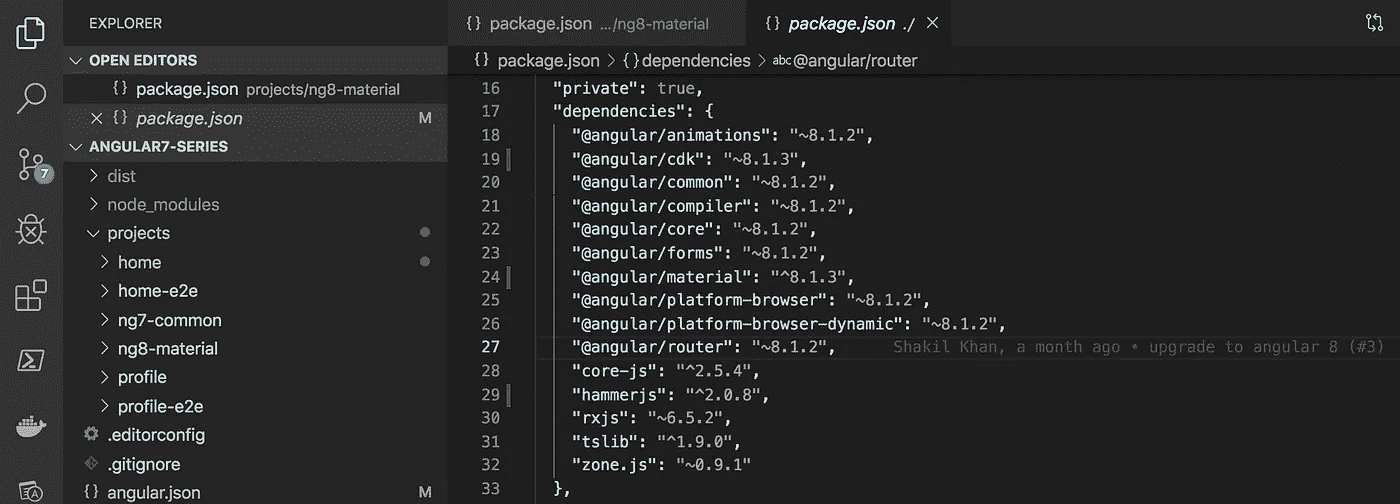 EXPLORER
OPEN EDITORS
{} package.json projects/ng8-material
× {} package.json M
ANGULAR7-SERIES
dist
node_modules
projects
home
home-e2e
ng7-common
ng8-material
profile
profile-e2e
.editorconfig
.gitignore
{} angular.json M
7
{} package.json .../ng8-material
{} package.json ./ ×
{} package.json > {} dependencies > abc @angular/router
16 "private": true,
17 "dependencies": {
18 "@angular/animations": "~8.1.2",
19 "@angular/cdk": "~8.1.3",
20 "@angular/common": "~8.1.2",
21 "@angular/compiler": "~8.1.2",
22 "@angular/core": "~8.1.2",
23 "@angular/forms": "~8.1.2",
24 "@angular/material": "^8.1.3",
25 "@angular/platform-browser": "~8.1.2",
26 "@angular/platform-browser-dynamic": "~8.1.2",
27 "@angular/router": "~8.1.2", Shakil Khan, a month ago • upgrade to angular 8 (#3)
28 "core-js": "^2.5.4",
29 "hammerjs": "^2.0.8",
30 "rxjs": "~6.5.2",
31 "tslib": "^1.9.0",
32 "zone.js": "~0.9.1"
33 },